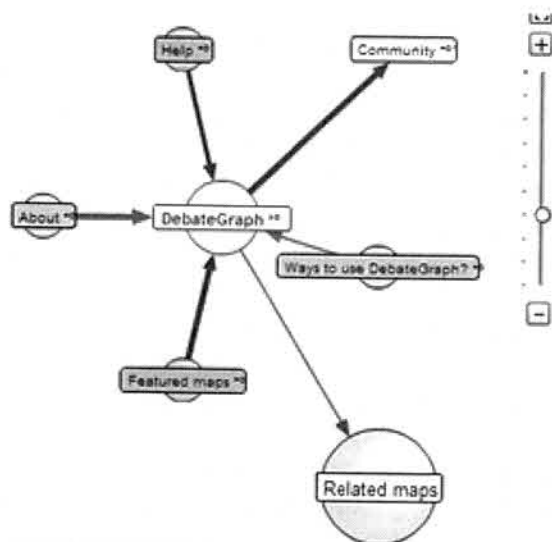 Help
Community
About
DebateGraph
Ways to use DebateGraph?
Featured maps
Related maps